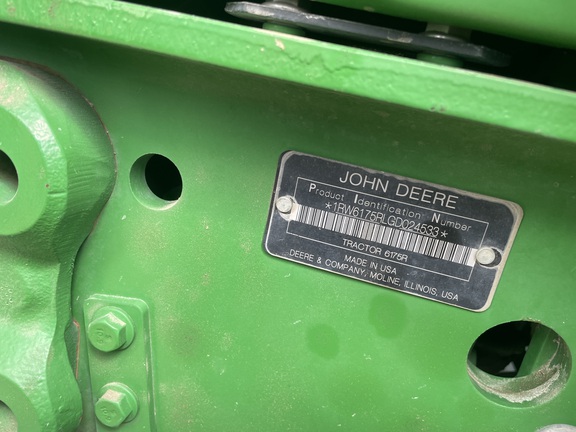 JOHN DEERE
Product Identification Number
*1RW6175RLGD024533*
TRACTOR 6175R
MADE IN USA
DEERE & COMPANY, MOLINE, ILLINOIS, USA